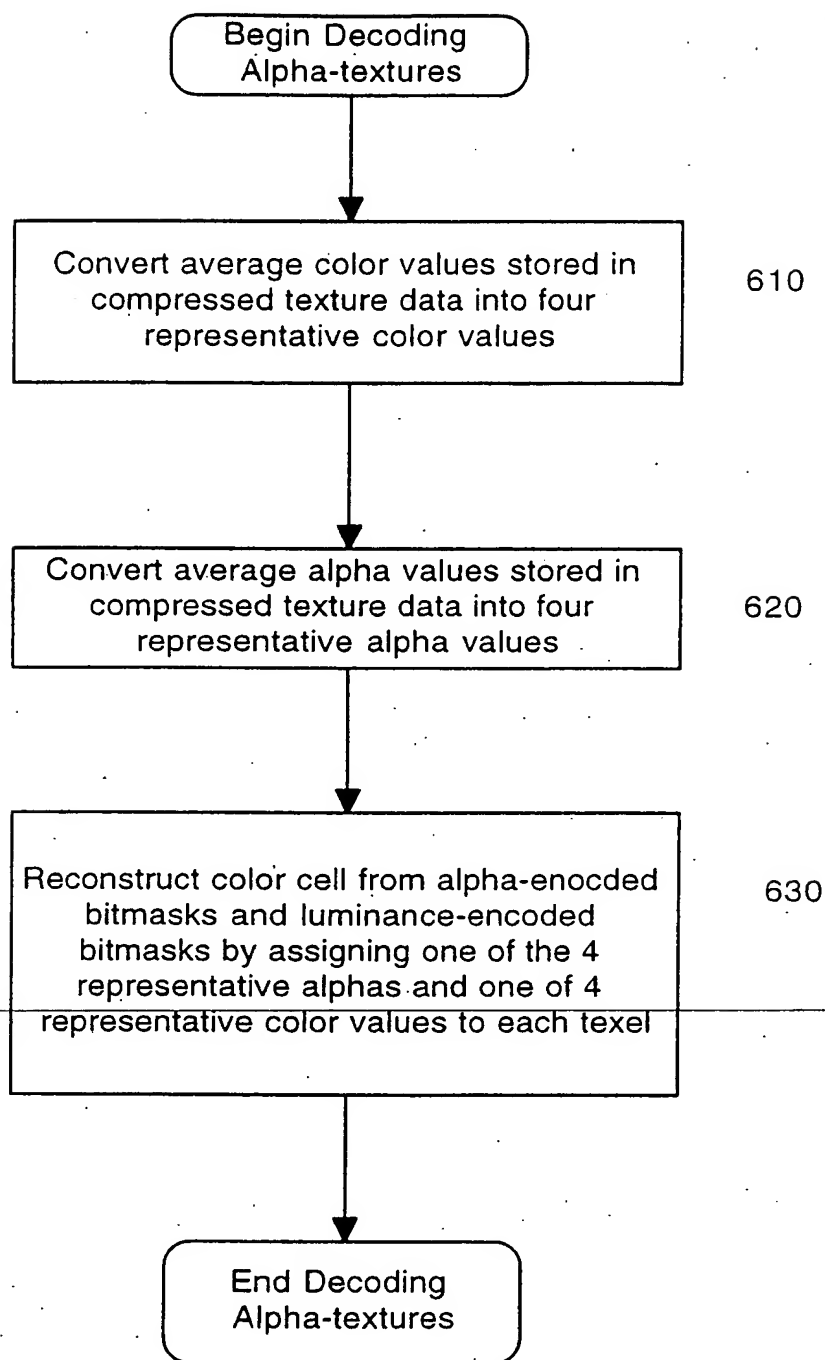 Begin Decoding
Alpha-textures
Convert average color values stored in
compressed texture data into four
representative color values
610
Convert average alpha values stored in
compressed texture data into four
representative alpha values
620
Reconstruct color cell from alpha-enocded
bitmasks and luminance-encoded
bitmasks by assigning one of the 4
representative alphas and one of 4
representative color values to each texel
630
End Decoding
Alpha-textures